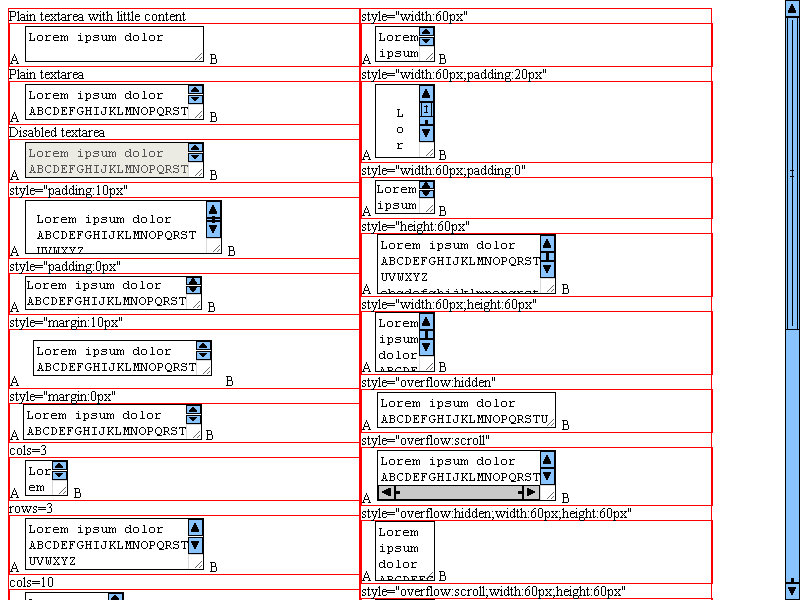 Plain textarea with little content
Lorem ipsum dolor
A B
Plain textarea
Lorem ipsum dolor
ABCDEFGHIJKLMNOPQRST
A B
Disabled textarea
Lorem ipsum dolor
ABCDEFGHIJKLMNOPQRST
A B
style="padding:10px"
Lorem ipsum dolor
ABCDEFGHIJKLMNOPQRST
UVWXYZ
A B
style="padding:0px"
Lorem ipsum dolor
ABCDEFGHIJKLMNOPQRST
A B
style="margin:10px"
Lorem ipsum dolor
ABCDEFGHIJKLMNOPQRST
A B
style="margin:0px"
Lorem ipsum dolor
ABCDEFGHIJKLMNOPQRST
A B
cols=3
Lor
em
A B
rows=3
Lorem ipsum dolor
ABCDEFGHIJKLMNOPQRST
UVWXYZ
A B
cols=10
style="width:60px"
Lorem
ipsum
A B
style="width:60px;padding:20px"
L
o
r
A B
style="width:60px;padding:0"
Lorem
ipsum
A B
style="height:60px"
Lorem ipsum dolor
ABCDEFGHIJKLMNOPQRST
UVWXYZ
abcdefghijklmnopqrst
A B
style="width:60px;height:60px"
Lorem
ipsum
dolor
ABCDE
A B
style="overflow:hidden"
Lorem ipsum dolor
ABCDEFGHIJKLMNOPQRSTU
A B
style="overflow:scroll"
Lorem ipsum dolor
ABCDEFGHIJKLMNOPQRST
A B
style="overflow:hidden;width:60px;height:60px"
Lorem
ipsum
dolor
ABCDEF
A B
style="overflow:scroll;width:60px;height:60px"